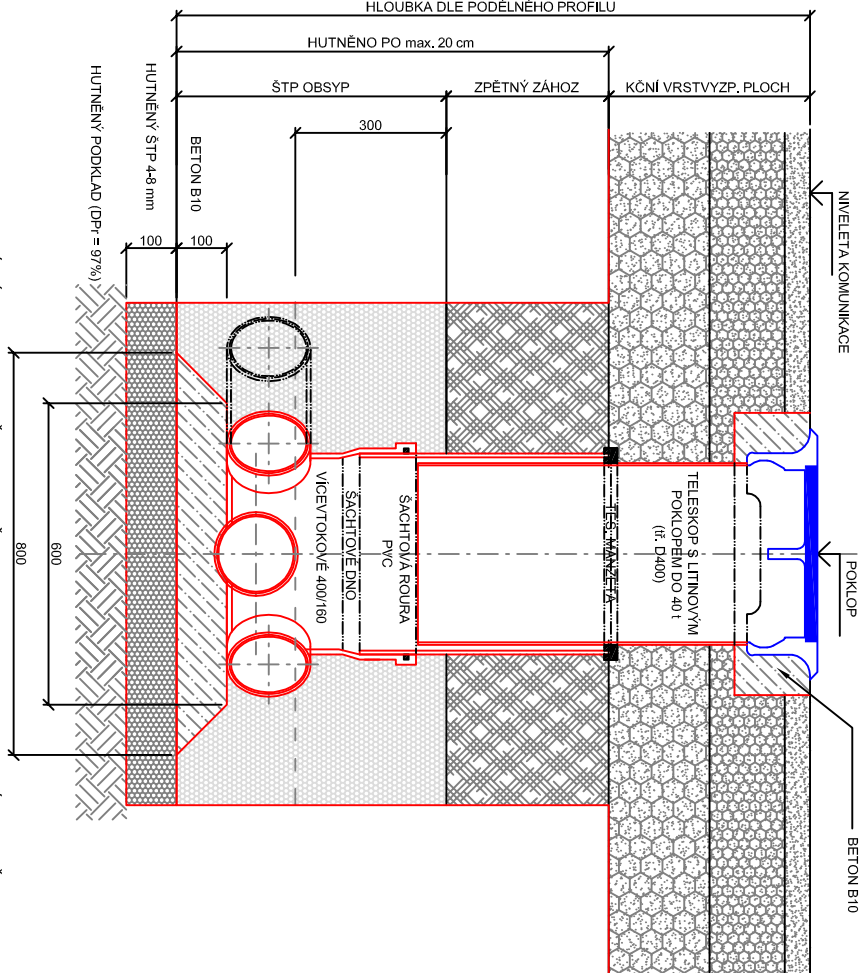 HLOUBKA DLE PODÉLNÉHO PROFILU
HUTNĚNO PO max. 20 cm
ŠTP OBSYP
ZPĚTNÝ ZÁHOZ
KČNÍ VRSTVYZP. PLOCH
300
NIVELETA KOMUNIKACE
POKLOP
BETON B10
HUTNĚNÝ PODKLAD (DPr = 97%)
HUTNĚNÝ ŠTP 4-8 mm
BETON B10
100
100
TELESKOP S LITINOVÝM
POKLOPEM DO 40 t
(tř. D400)
TĚS. MANŽETA
ŠACHTOVÁ ROURA
PVC
ŠACHTOVÉ DNO
VÍCEVTOKOVÉ 400/160
600
800